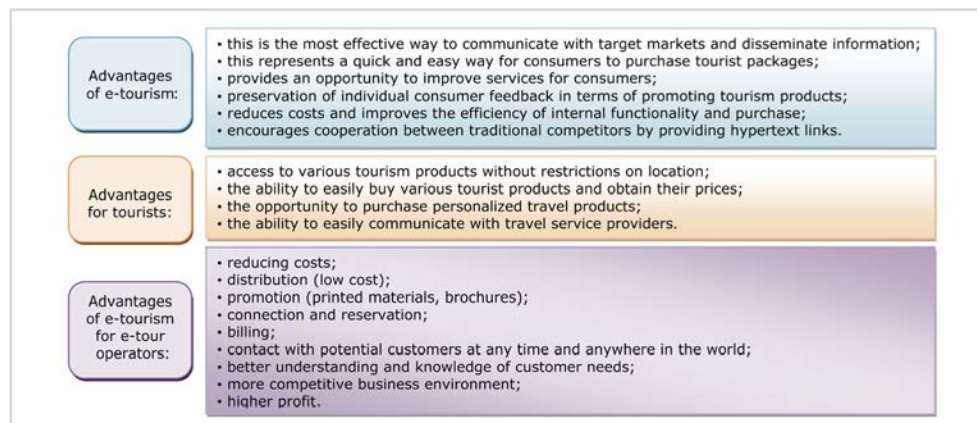 Advantages
of e-tourism:
• this is the most effective way to communicate with target markets and disseminate information;
• this represents a quick and easy way for consumers to purchase tourist packages;
• provides an opportunity to improve services for consumers;
• preservation of individual consumer feedback in terms of promoting tourism products;
• reduces costs and improves the efficiency of internal functionality and purchase;
• encourages cooperation between traditional competitors by providing hypertext links.
Advantages
for tourists:
• access to various tourism products without restrictions on location;
• the ability to easily buy various tourist products and obtain their prices;
• the opportunity to purchase personalized travel products;
• the ability to easily communicate with travel service providers.
Advantages
of e-tourism
for e-tour
operators:
• reducing costs;
• distribution (low cost);
• promotion (printed materials, brochures);
• connection and reservation;
• billing;
• contact with potential customers at any time and anywhere in the world;
• better understanding and knowledge of customer needs;
• more competitive business environment;
• higher profit.